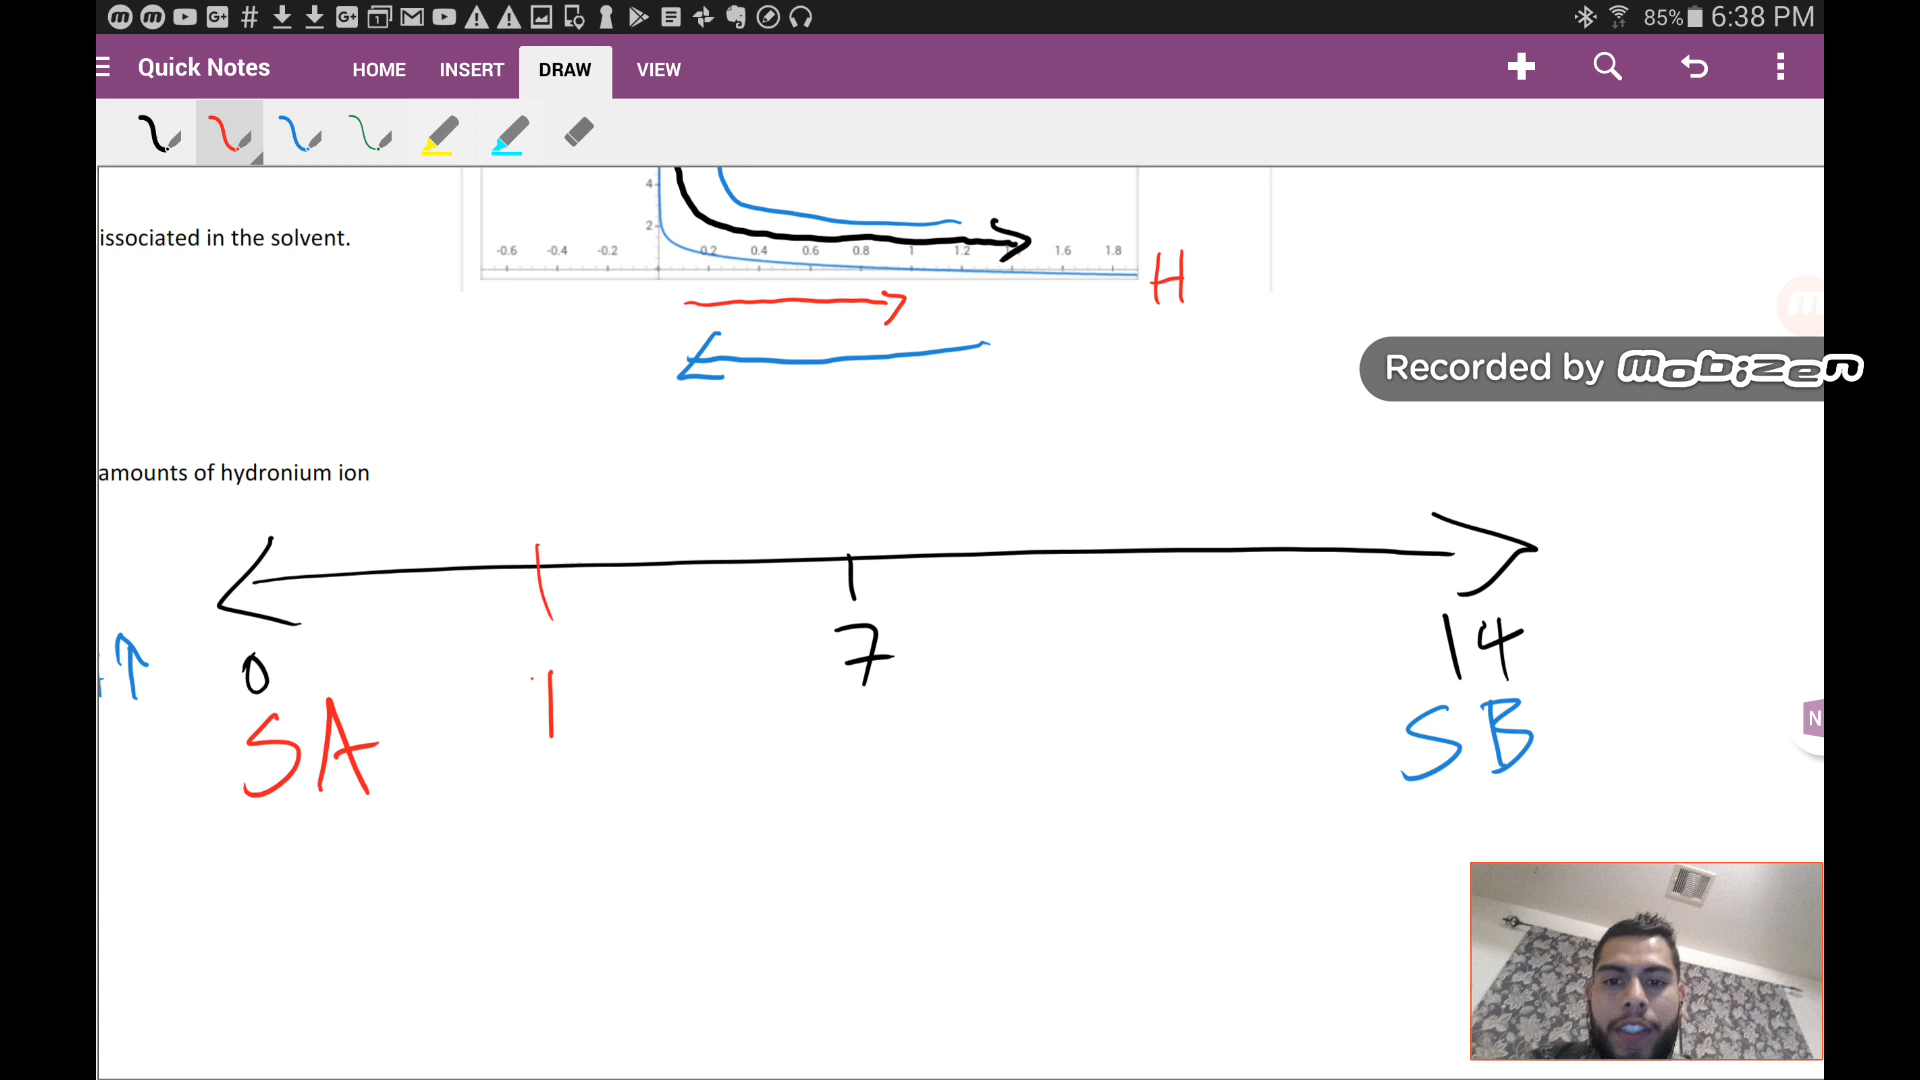 85% 6:38 PM
Quick Notes HOME INSERT DRAW VIEW
4
issociated in the solvent.
2
-0.6 -0.4 -0.2 0.2 0.4 0.6 0.8 1 1.2 1.6 1.8
H
Recorded by mobizen
amounts of hydronium ion
0 1 7 14
SA SB
N